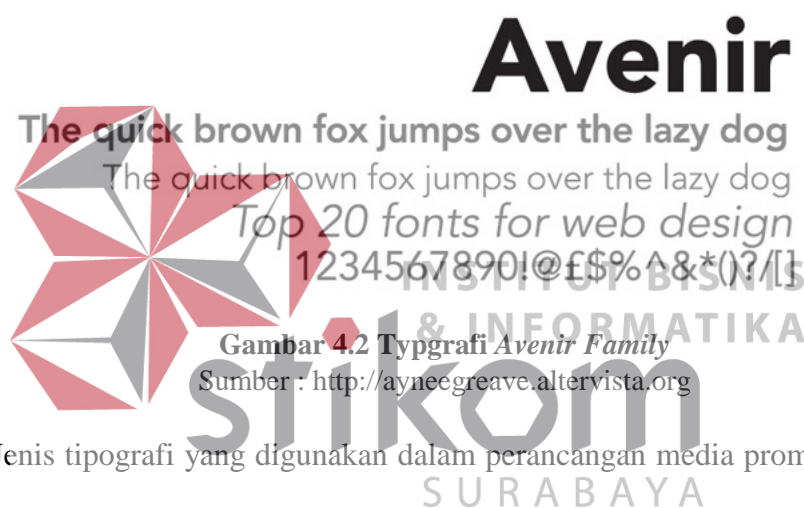 Avenir
The quick brown fox jumps over the lazy dog
The quick brown fox jumps over the lazy dog
Top 20 fonts for web design
1234567890!@£$%^&*()?/[]
INSTITUT BISNIS
& INFORMATIKA
Gambar 4.2 Typgrafi Avenir Family
Sumber : http://ayneegreave.altervista.org
stikom
Jenis tipografi yang digunakan dalam perancangan media prom
SURABAYA